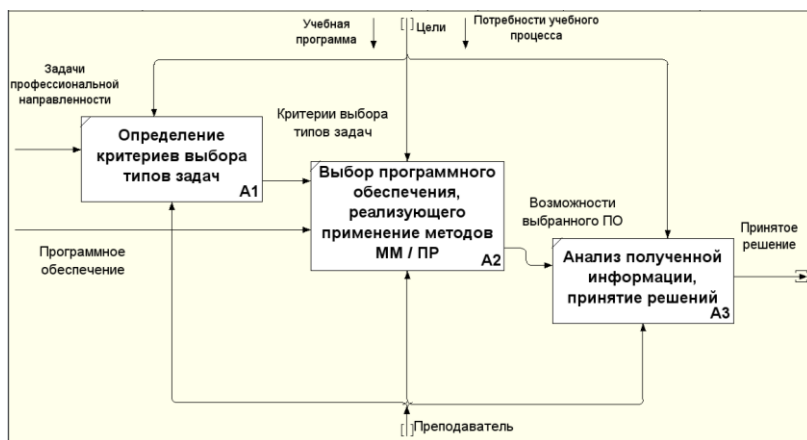 Учебная
программа
[ ] Цели
Потребности учебного
процесса
Задачи
профессиональной
направленности
Критерии выбора
типов задач
Определение
критериев выбора
типов задач
A1
Выбор программного
обеспечения,
реализующего
применение методов
ММ / ПР
A2
Возможности
выбранного ПО
Принятое
решение
Программное
обеспечение
Анализ полученной
информации,
принятие решений
A3
[ ] Преподаватель